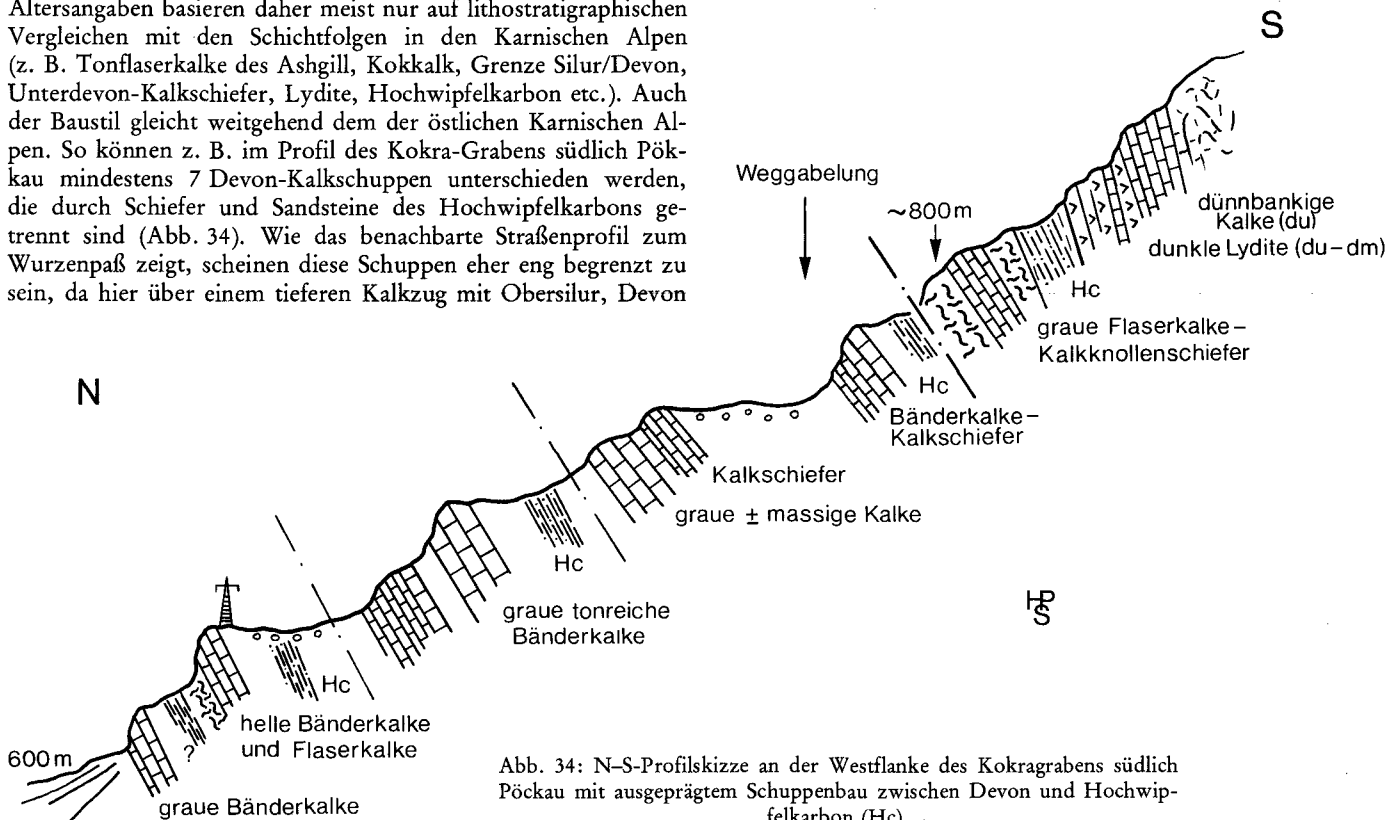 Altersangaben basieren daher meist nur auf lithostratigraphischen
Vergleichen mit den Schichtfolgen in den Karnischen Alpen
(z. B. Tonflaserkalke des Ashgill, Kokkalk, Grenze Silur/Devon,
Unterdevon-Kalkschiefer, Lydite, Hochwipfelkarbon etc.). Auch
der Baustil gleicht weitgehend dem der östlichen Karnischen Al-
pen. So können z. B. im Profil des Kokra-Grabens südlich Pök-
kau mindestens 7 Devon-Kalkschuppen unterschieden werden,
die durch Schiefer und Sandsteine des Hochwipfelkarbons ge-
trennt sind (Abb. 34). Wie das benachbarte Straßenprofil zum
Wurzenpaß zeigt, scheinen diese Schuppen eher eng begrenzt zu
sein, da hier über einem tieferen Kalkzug mit Obersilur, Devon
S
Weggabelung
~800m
dünnbankige
Kalke (du)
dunkle Lydite (du–dm)
Hc
graue Flaserkalke–
Kalkknollenschiefer
Hc
Bänderkalke–
Kalkschiefer
N
Kalkschiefer
graue ± massige Kalke
Hc
graue tonreiche
Bänderkalke
HPS
Hc
helle Bänderkalke
und Flaserkalke
?
600m
graue Bänderkalke
Abb. 34: N–S-Profilskizze an der Westflanke des Kokragrabens südlich
Pöckau mit ausgeprägtem Schuppenbau zwischen Devon und Hochwip-
felkarbon (Hc)